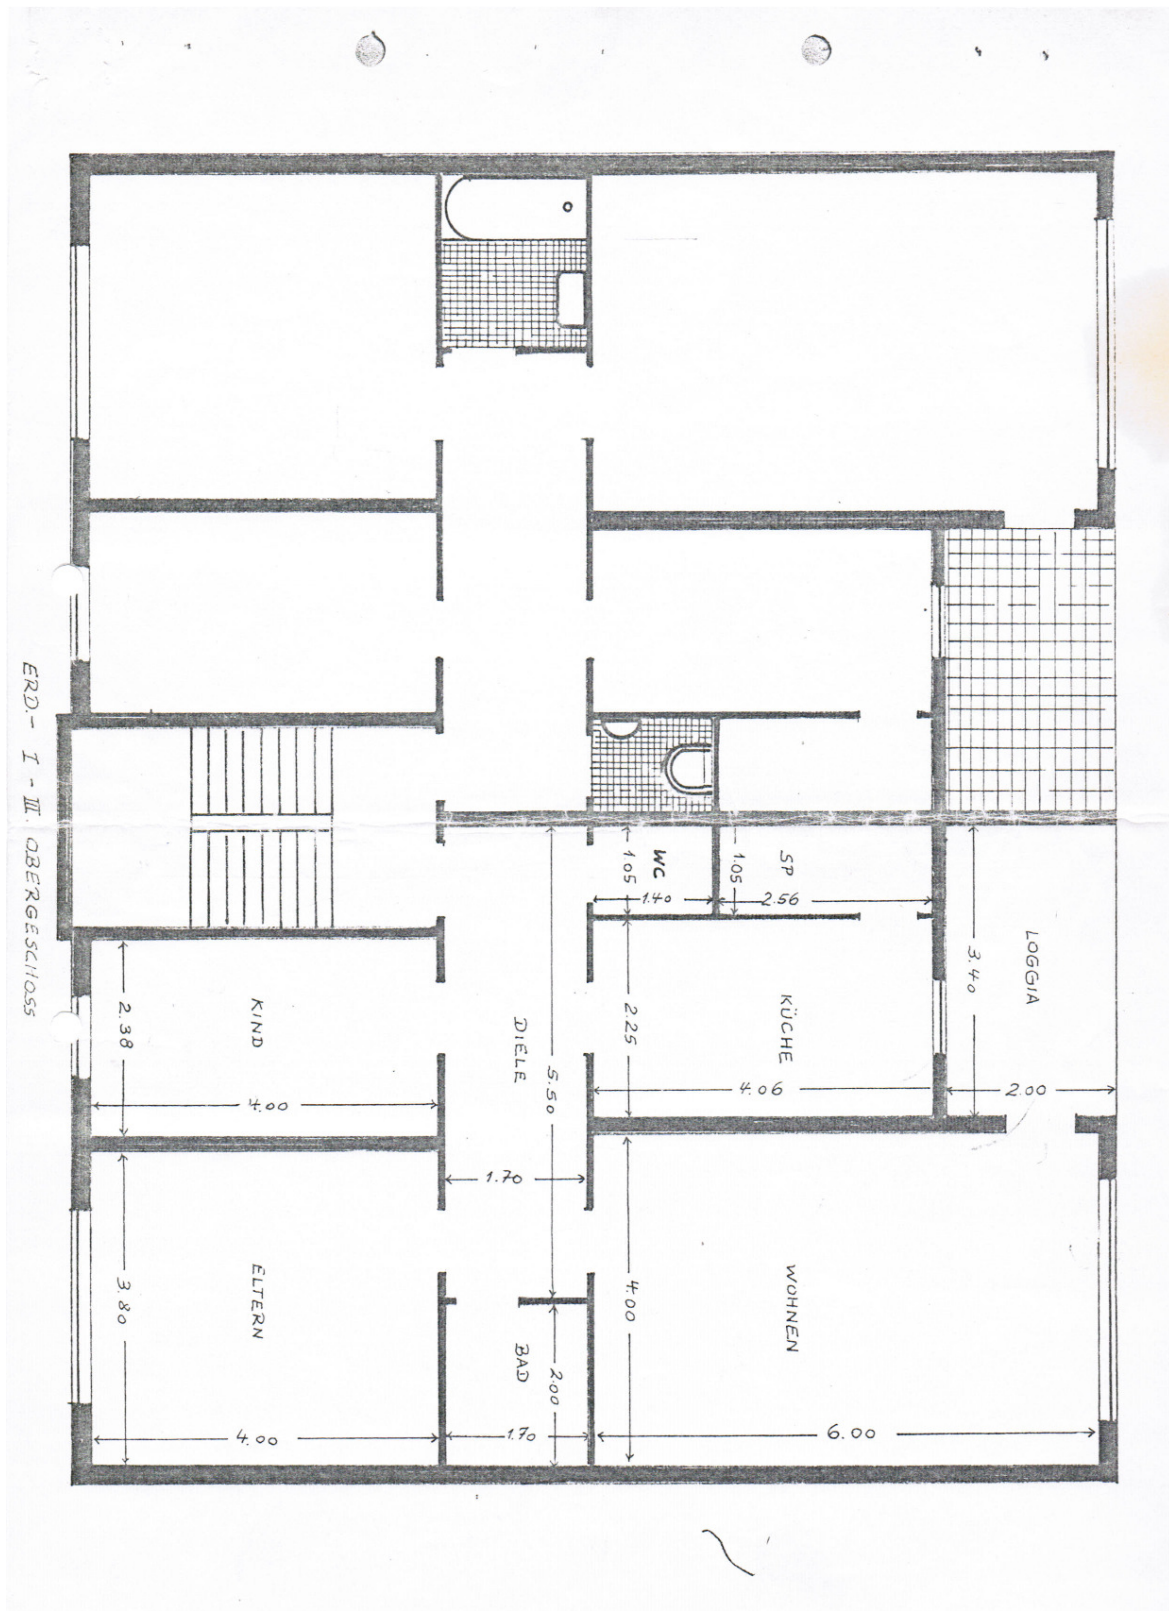 ERD.- I - III. OBERGESCHOSS
WC
1.05
1.40
SP
1.05
2.56
LOGGIA
3.40
2.00
KÜCHE
2.25
4.06
DIELE
5.50
1.70
KIND
2.38
4.00
ELTERN
3.80
4.00
BAD
2.00
1.70
WOHNEN
4.00
6.00